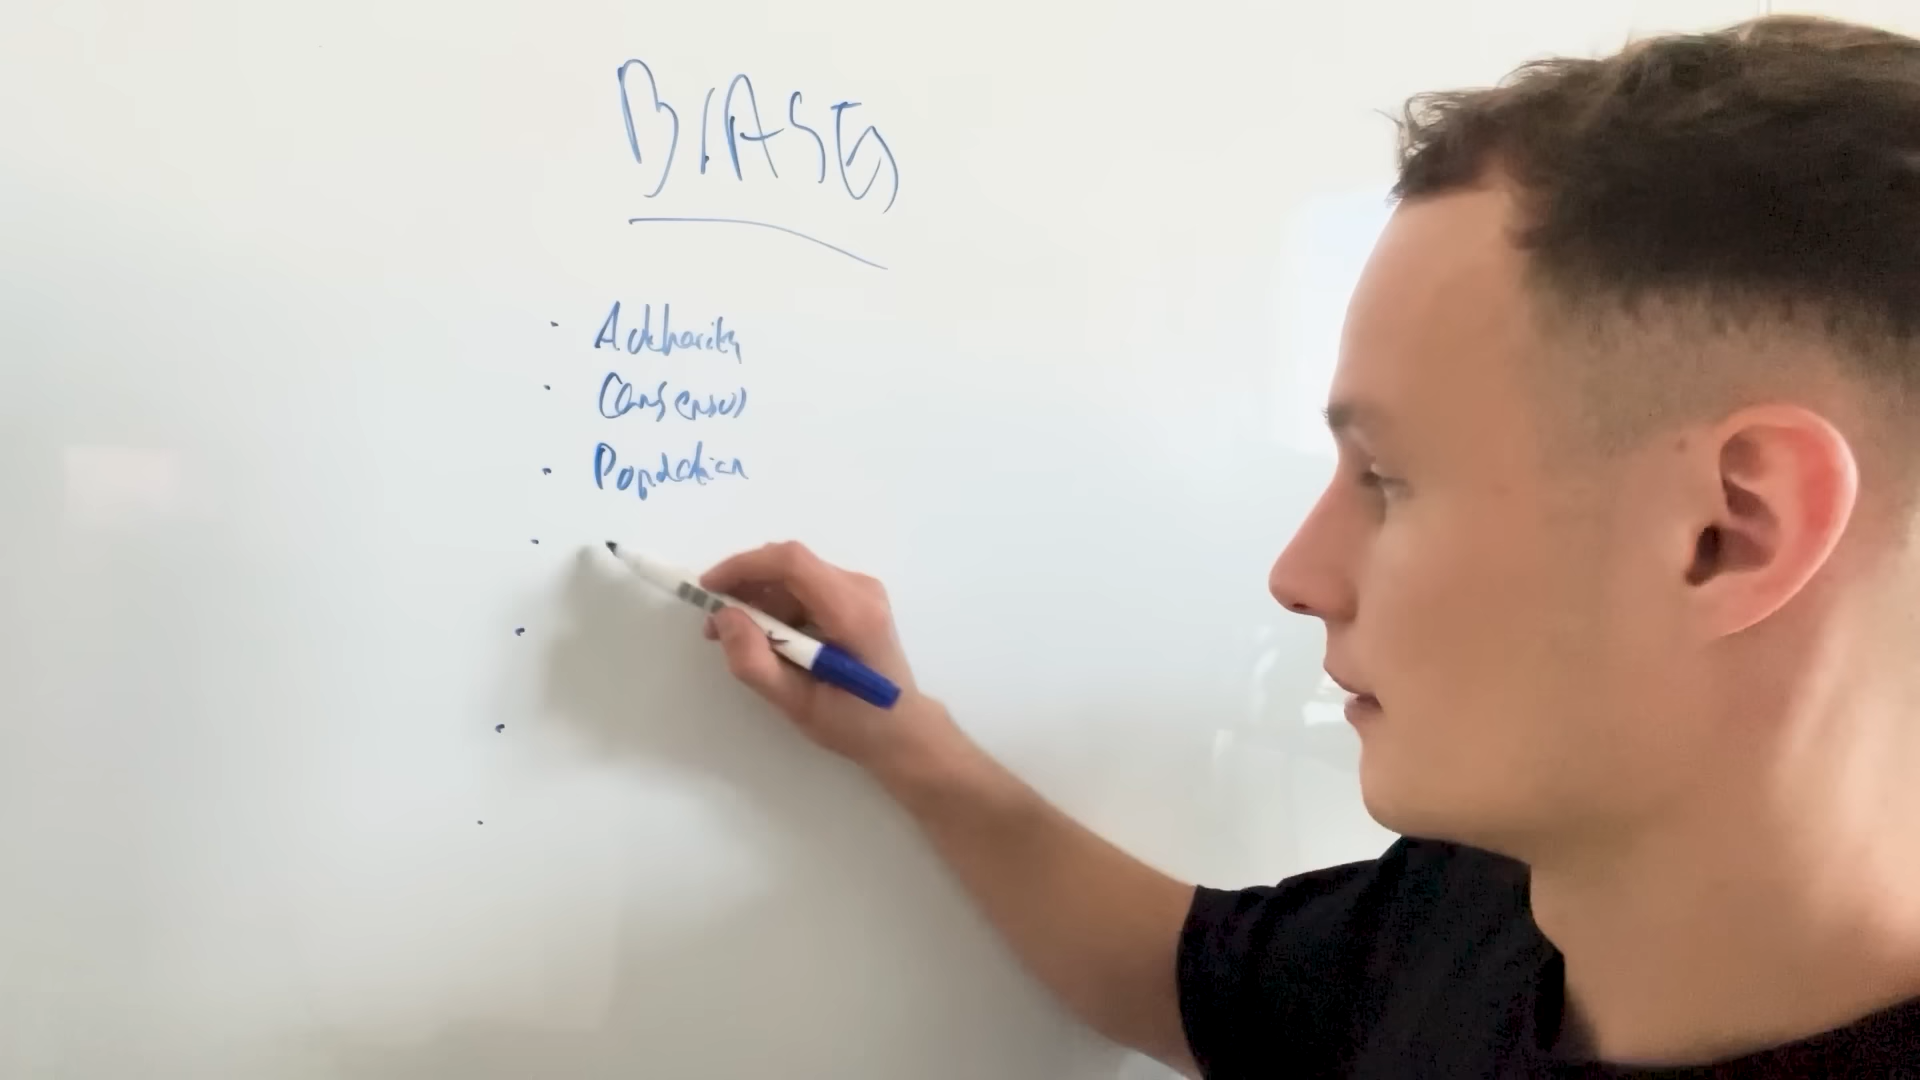 BIASES
· Authority
· Consensus
· Population
·
·
·
·